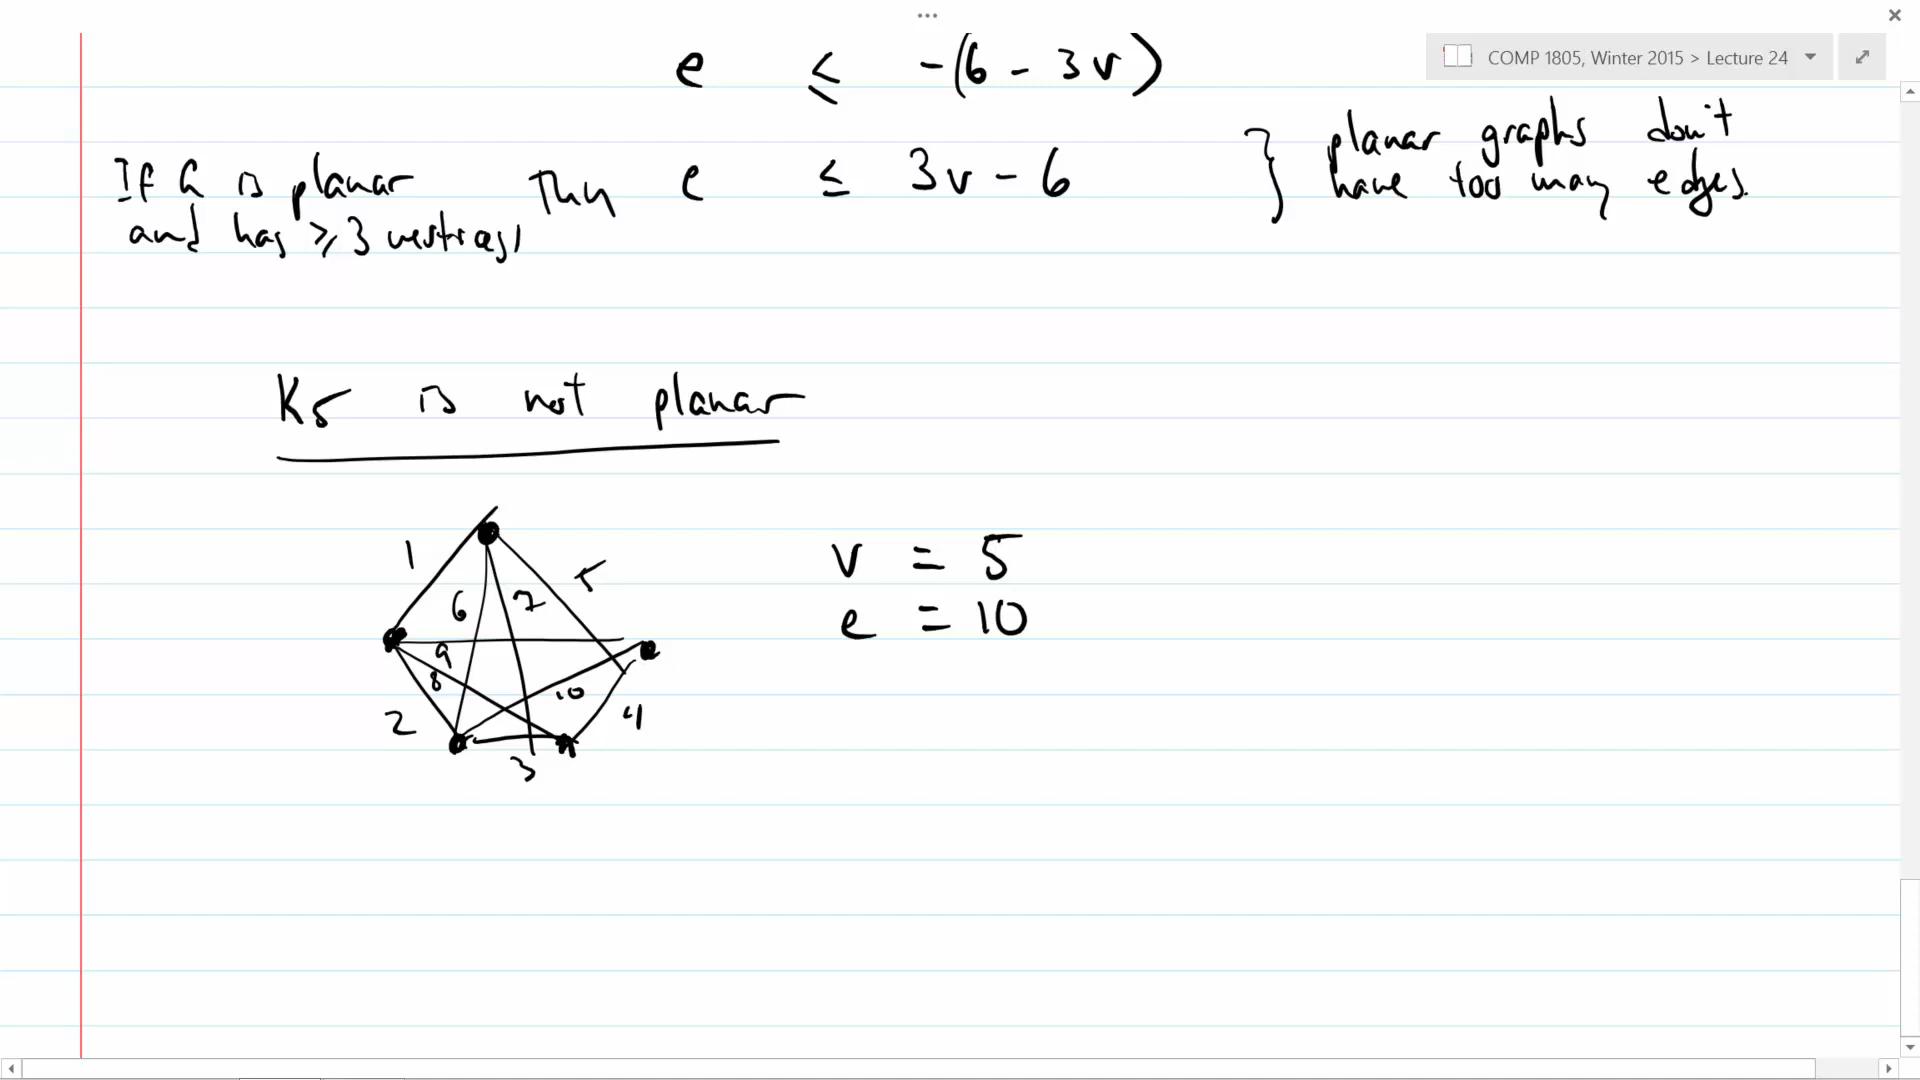 e ≤ -(6 - 3v)
COMP 1805, Winter 2015 > Lecture 24
If G is planar and has ≥ 3 vertices, then e ≤ 3v - 6 } planar graphs don't have too many edges.
K5 is not planar
1 5
6 7
9
8 10
2 4
3
v = 5
e = 10